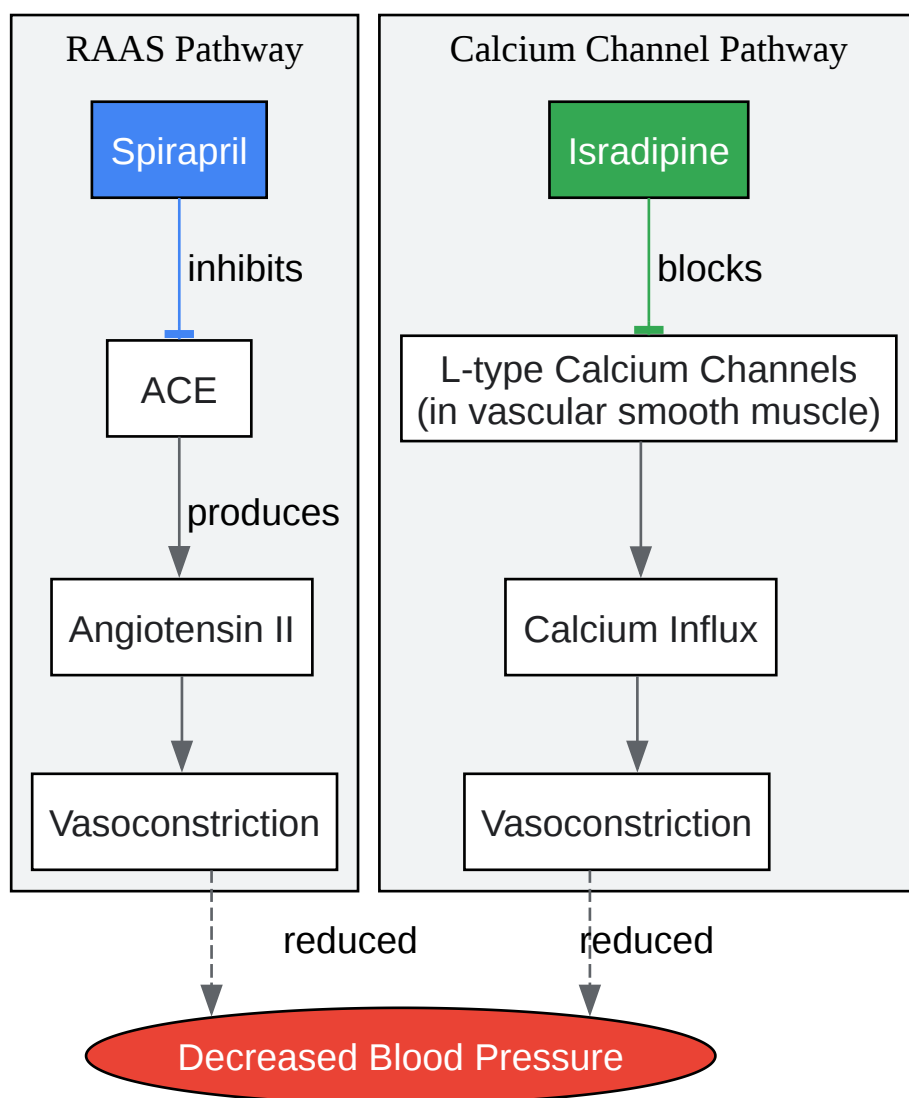 RAAS Pathway
Spirapril
inhibits
ACE
produces
Angiotensin II
Vasoconstriction
reduced
Calcium Channel Pathway
Isradipine
blocks
L-type Calcium Channels
(in vascular smooth muscle)
Calcium Influx
Vasoconstriction
reduced
Decreased Blood Pressure